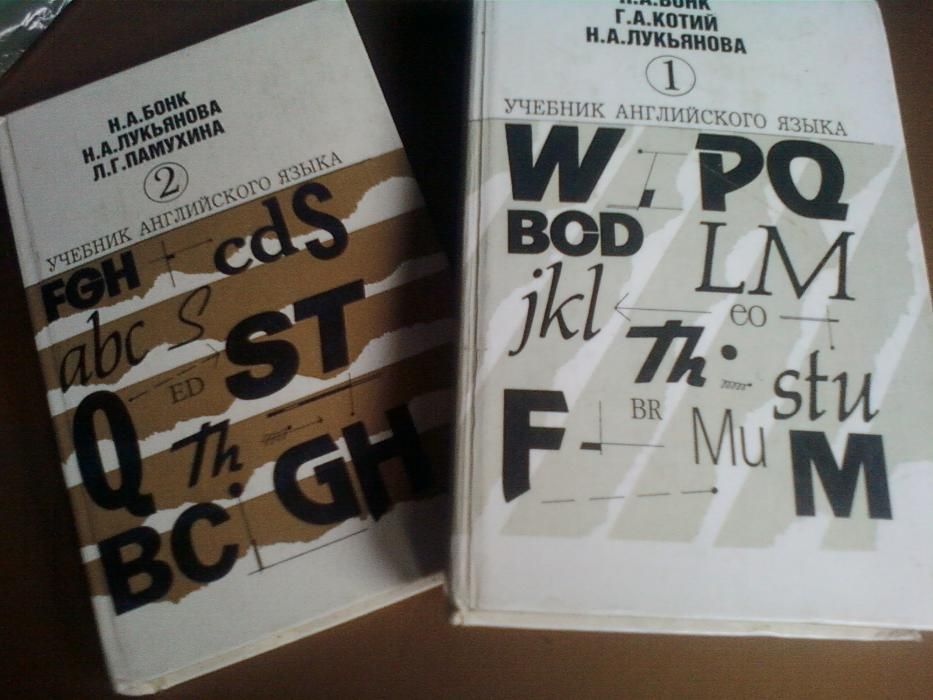 Н.А.БОНК
Н.А.ЛУКЬЯНОВА
Л.Г.ПАМУХИНА
2
УЧЕБНИК АНГЛИЙСКОГО ЯЗЫКА
FGH cdS
abc S
ED ST
Q Th
BC GH
Н.А.БОНК
Г.А.КОТИЙ
Н.А.ЛУКЬЯНОВА
1
УЧЕБНИК АНГЛИЙСКОГО ЯЗЫКА
W PQ
BCD LM
jkl EO
Th stu
F BR Mu M